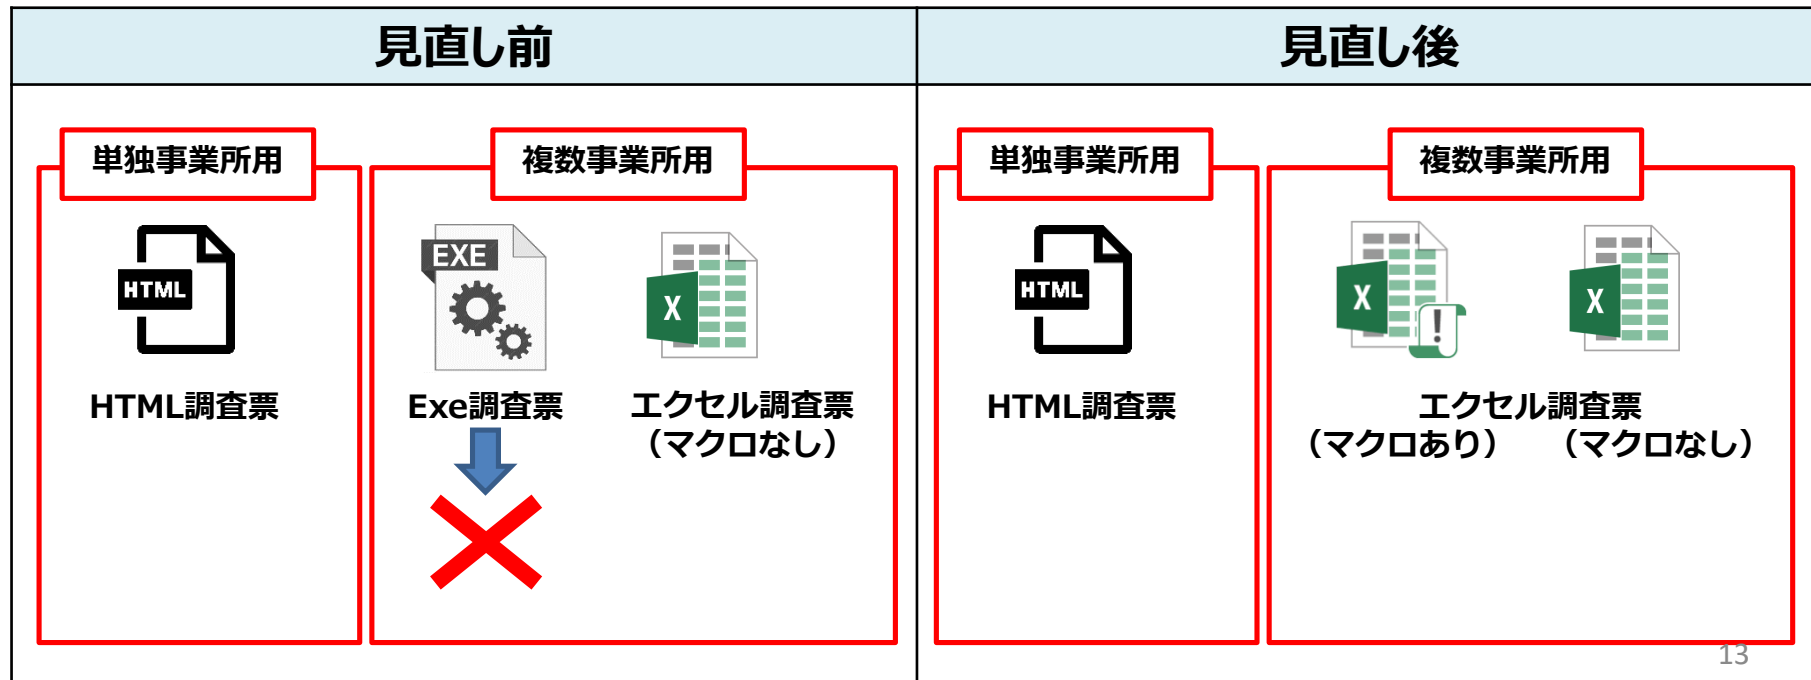 見直し前
見直し後
単独事業所用
複数事業所用
単独事業所用
複数事業所用
HTML
EXE
X
HTML
X
X
HTML調査票
Exe調査票
エクセル調査票
（マクロなし）
HTML調査票
エクセル調査票
（マクロあり）
（マクロなし）
13